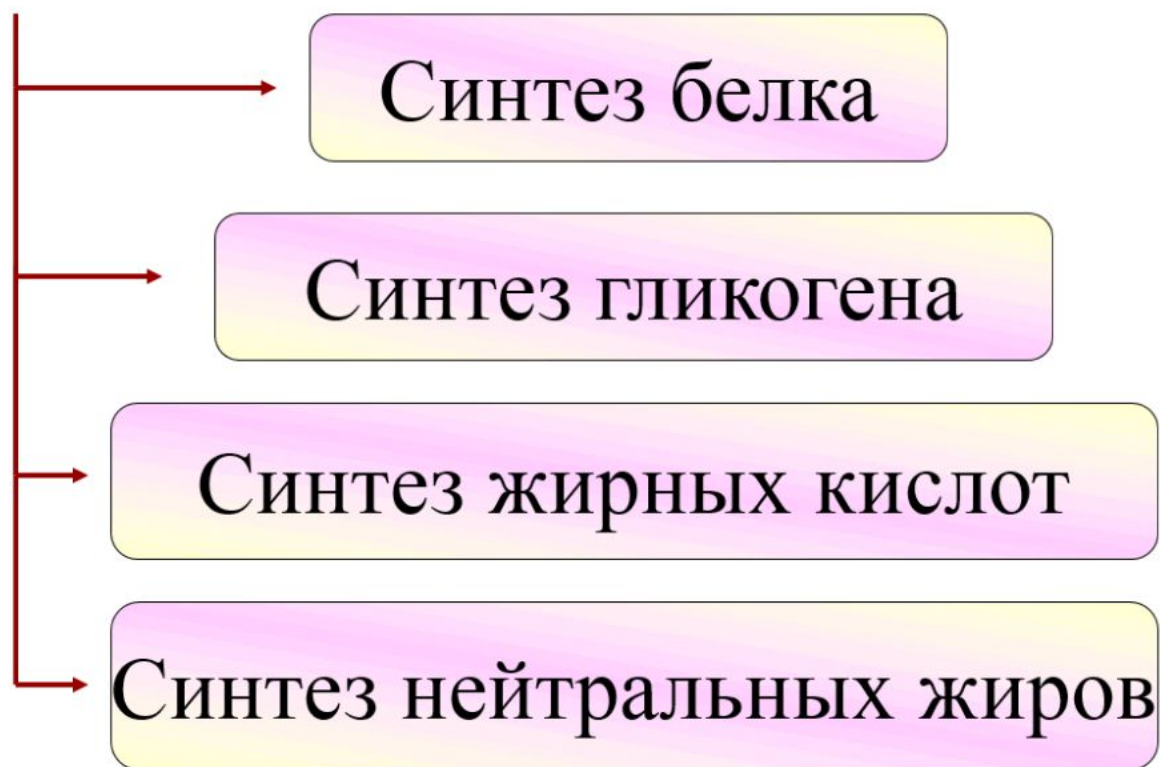 Синтез белка
Синтез гликогена
Синтез жирных кислот
Синтез нейтральных жиров